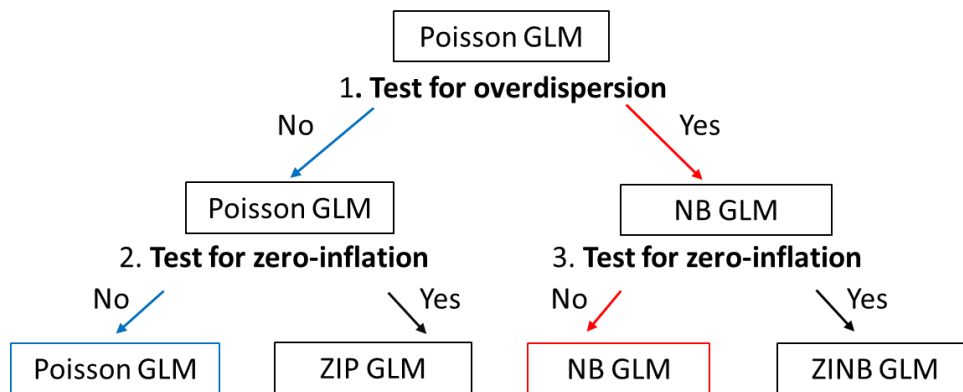 Poisson GLM
1. Test for overdispersion
No Yes
Poisson GLM NB GLM
2. Test for zero-inflation 3. Test for zero-inflation
No Yes No Yes
Poisson GLM ZIP GLM NB GLM ZINB GLM